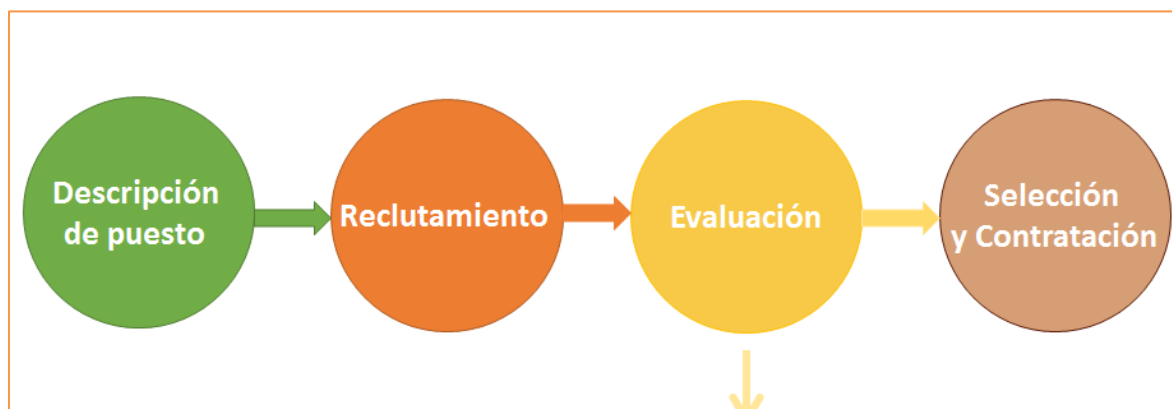 Descripción
de puesto
Reclutamiento
Evaluación
Selección
y Contratación